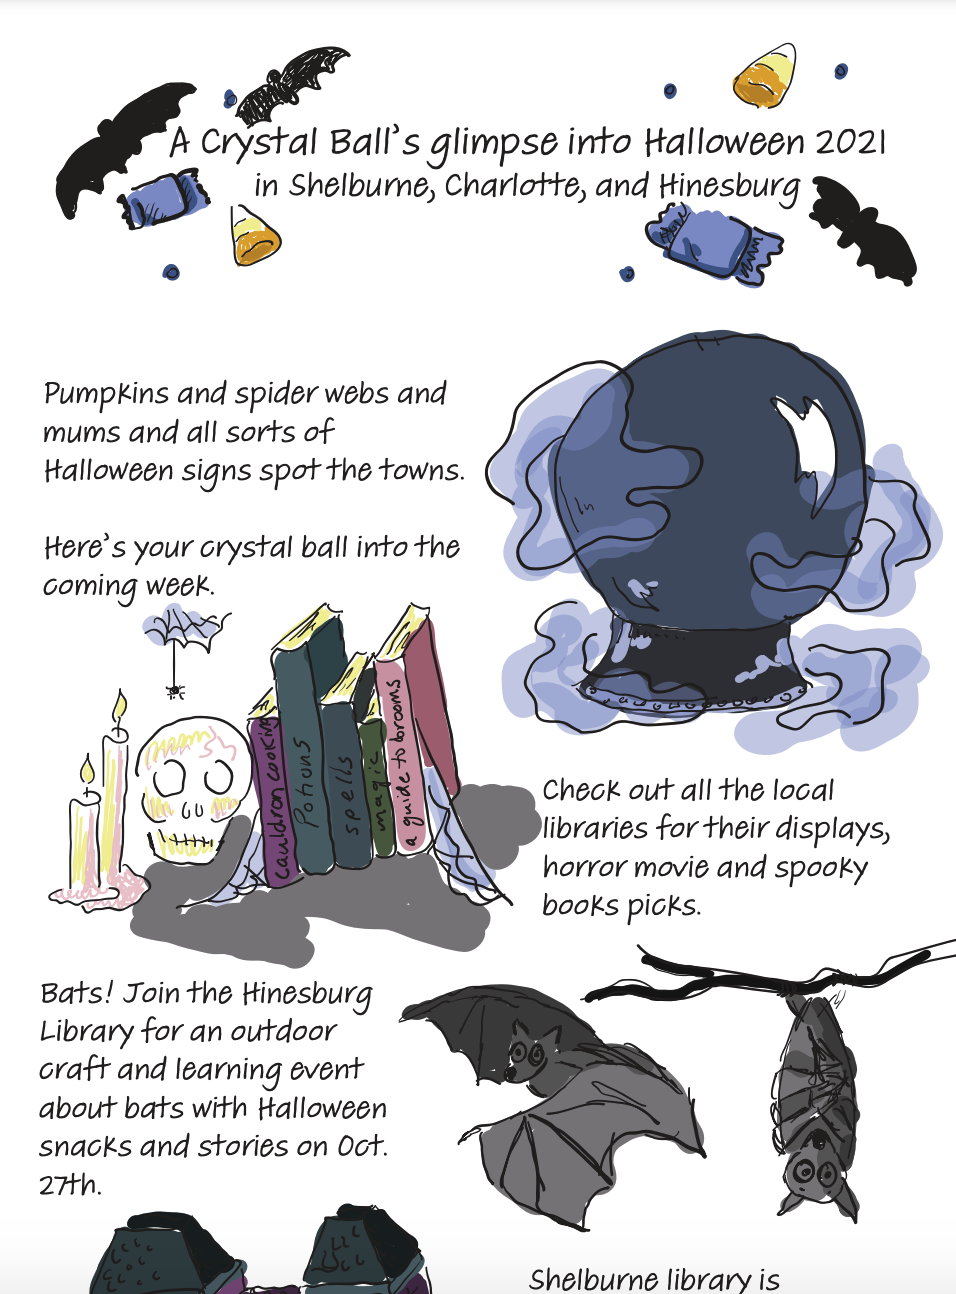 A Crystal Ball's glimpse into Halloween 2021
in Shelburne, Charlotte, and Hinesburg
Pumpkins and spider webs and
mums and all sorts of
Halloween signs spot the towns.
Here's your crystal ball into the
coming week.
cauldron cooking
Potions
spells
magic
a guide to brooms
Check out all the local
libraries for their displays,
horror movie and spooky
books picks.
Bats! Join the Hinesburg
Library for an outdoor
craft and learning event
about bats with Halloween
snacks and stories on Oct.
27th.
Shelburne library is